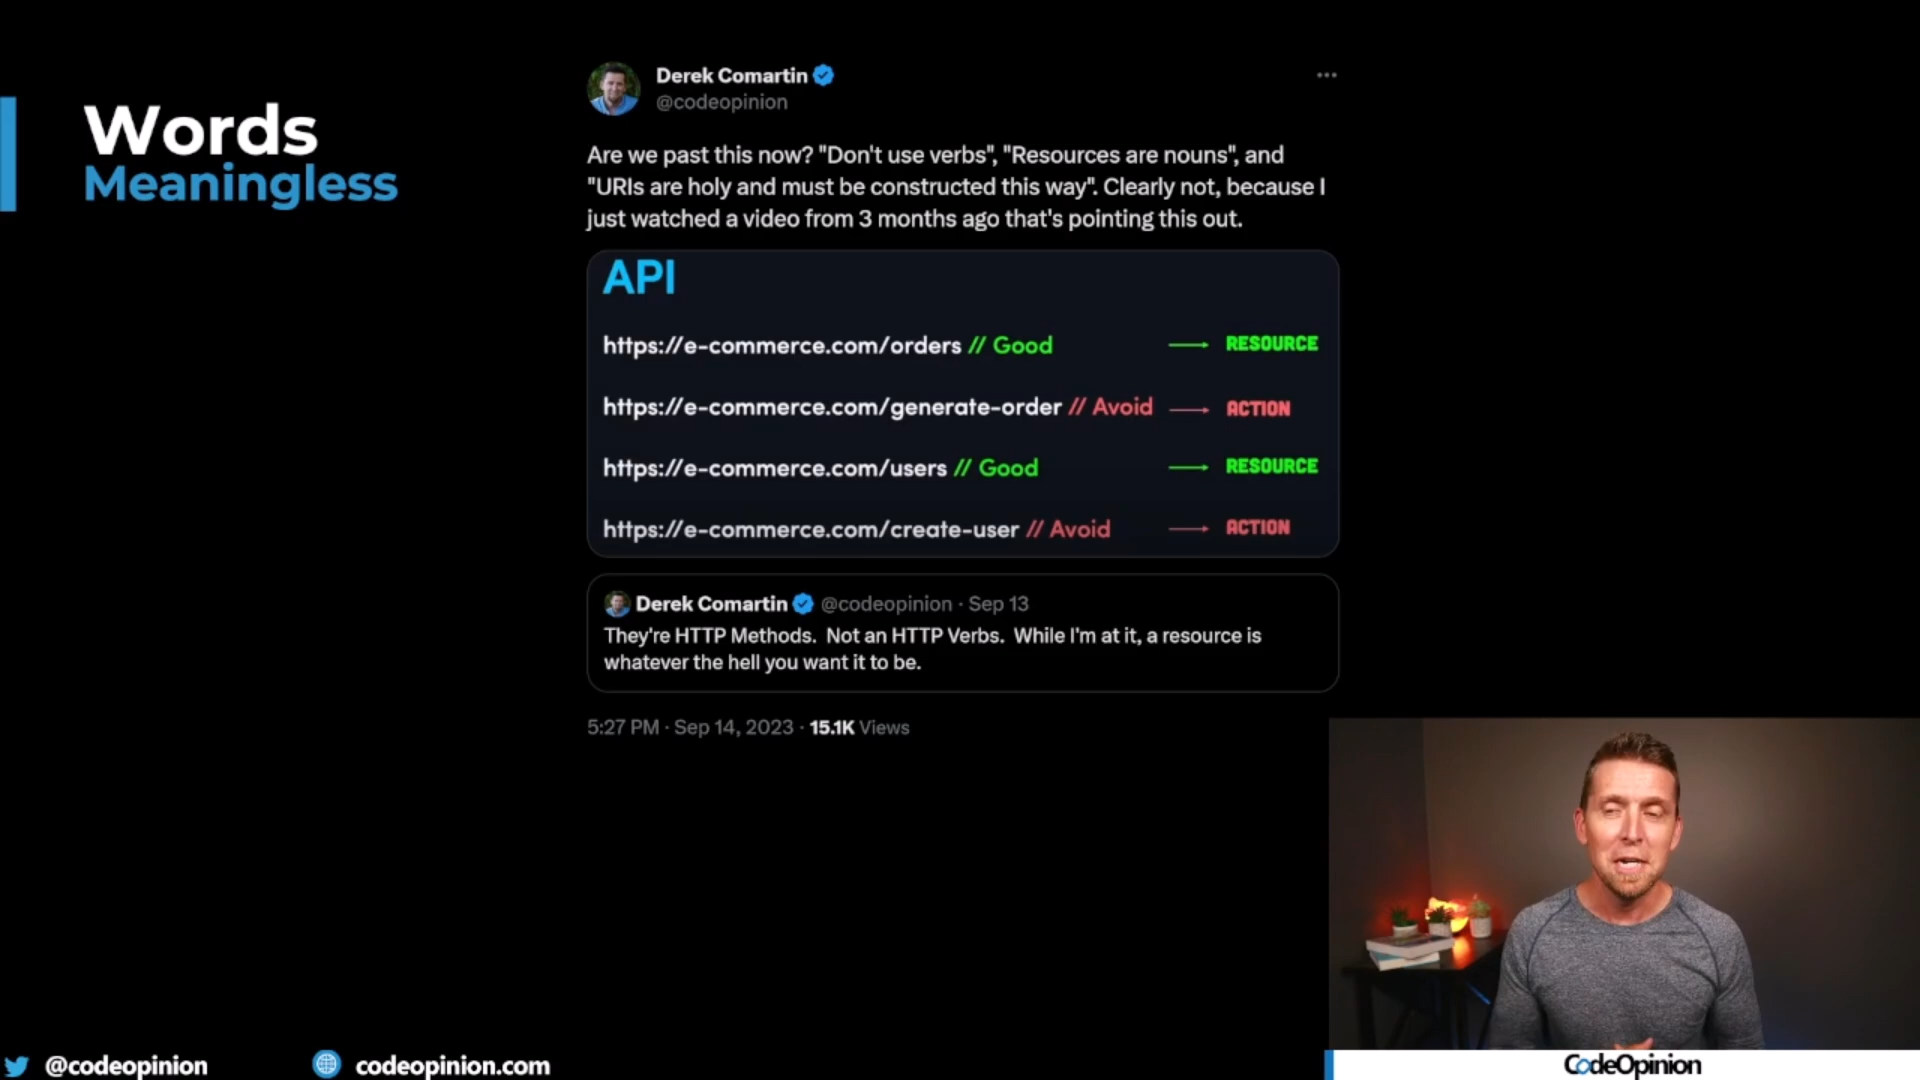 Words
Meaningless
Derek Comartin
@codeopinion
Are we past this now? "Don't use verbs", "Resources are nouns", and
"URIs are holy and must be constructed this way". Clearly not, because I
just watched a video from 3 months ago that's pointing this out.
API
https://e-commerce.com/orders // Good → RESOURCE
https://e-commerce.com/generate-order // Avoid → ACTION
https://e-commerce.com/users // Good → RESOURCE
https://e-commerce.com/create-user // Avoid → ACTION
Derek Comartin @codeopinion · Sep 13
They're HTTP Methods. Not an HTTP Verbs. While I'm at it, a resource is
whatever the hell you want it to be.
5:27 PM · Sep 14, 2023 · 15.1K Views
@codeopinion
codeopinion.com
CodeOpinion